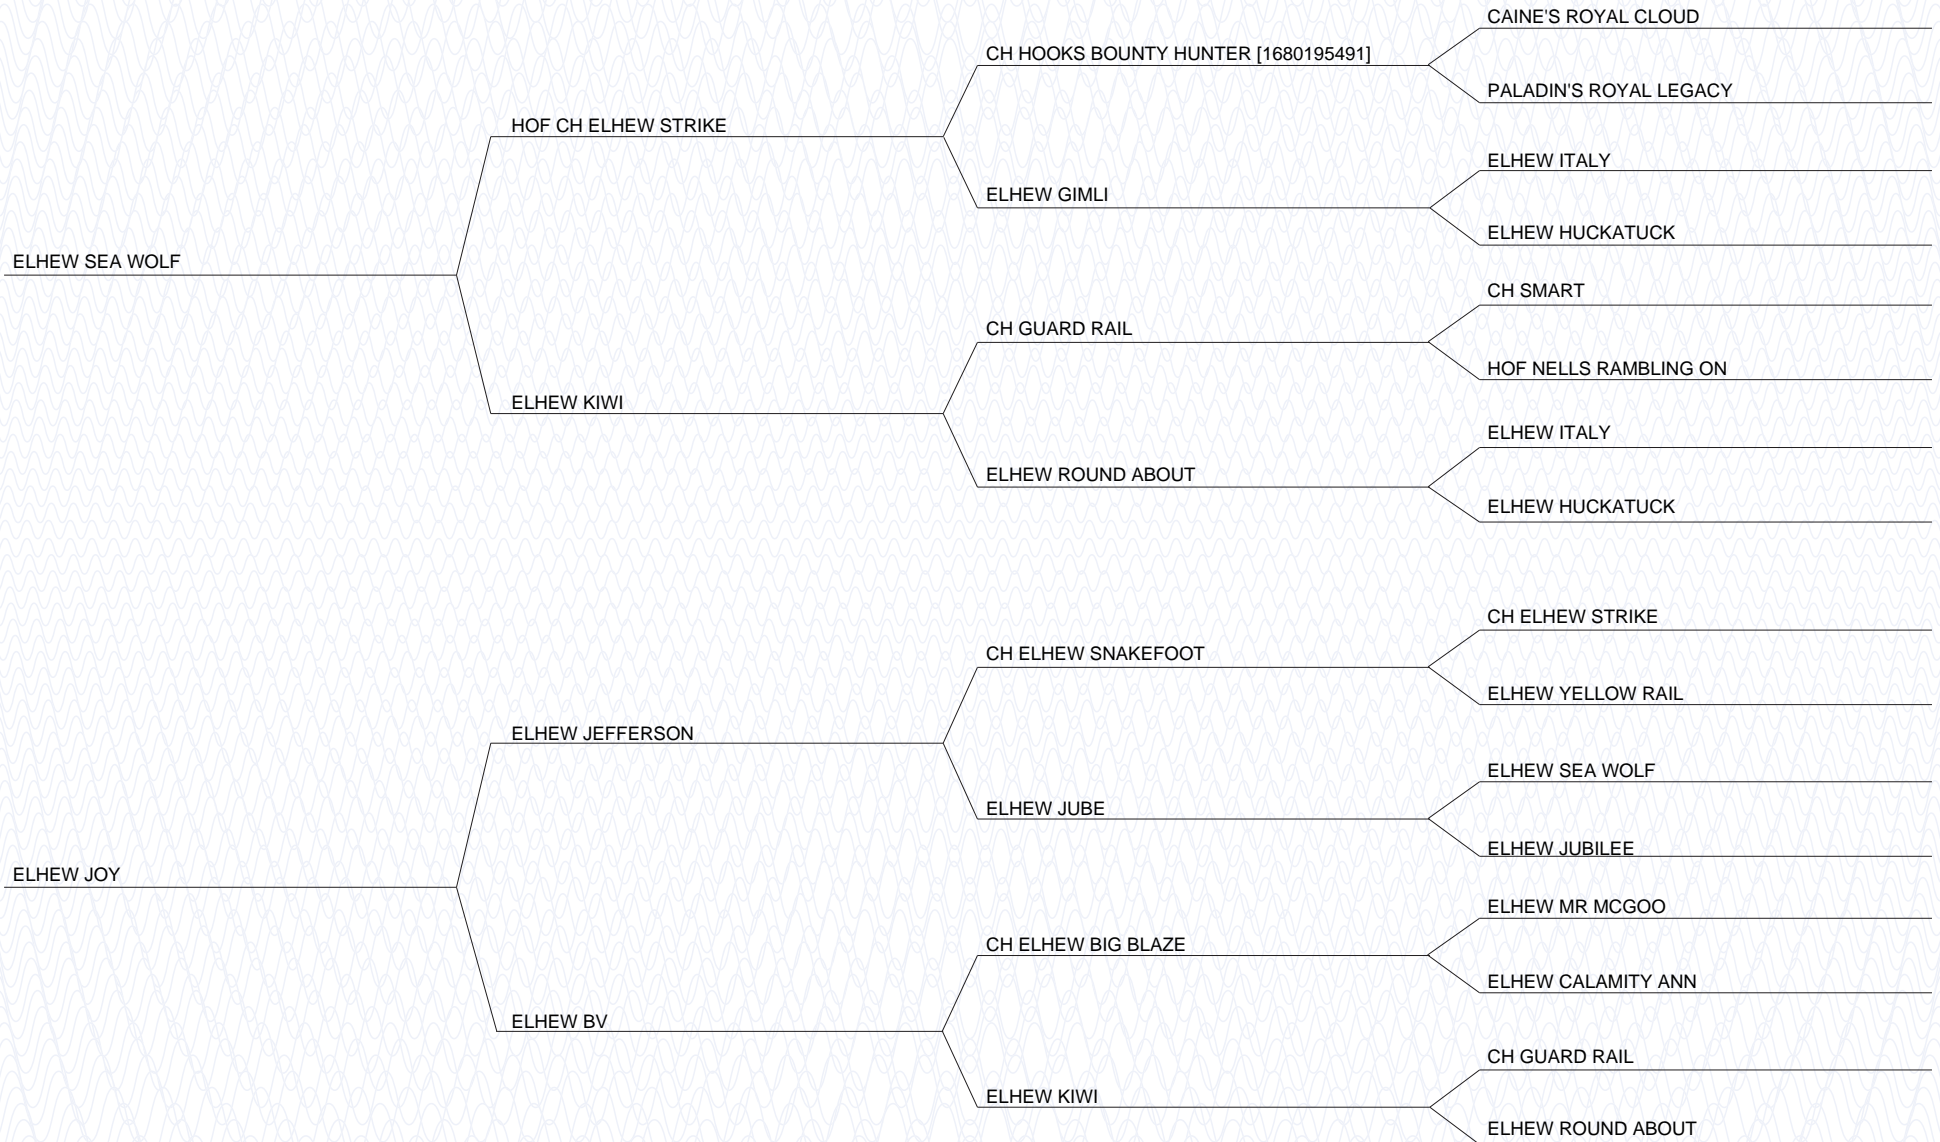 CAINE'S ROYAL CLOUD
CH HOOKS BOUNTY HUNTER [1680195491]
PALADIN'S ROYAL LEGACY
HOF CH ELHEW STRIKE
ELHEW ITALY
ELHEW GIMLI
ELHEW HUCKATUCK
ELHEW SEA WOLF
CH SMART
CH GUARD RAIL
HOF NELLS RAMBLING ON
ELHEW KIWI
ELHEW ITALY
ELHEW ROUND ABOUT
ELHEW HUCKATUCK
CH ELHEW STRIKE
CH ELHEW SNAKEFOOT
ELHEW YELLOW RAIL
ELHEW JEFFERSON
ELHEW SEA WOLF
ELHEW JUBE
ELHEW JUBILEE
ELHEW JOY
ELHEW MR MCGOO
CH ELHEW BIG BLAZE
ELHEW CALAMITY ANN
ELHEW BV
CH GUARD RAIL
ELHEW KIWI
ELHEW ROUND ABOUT